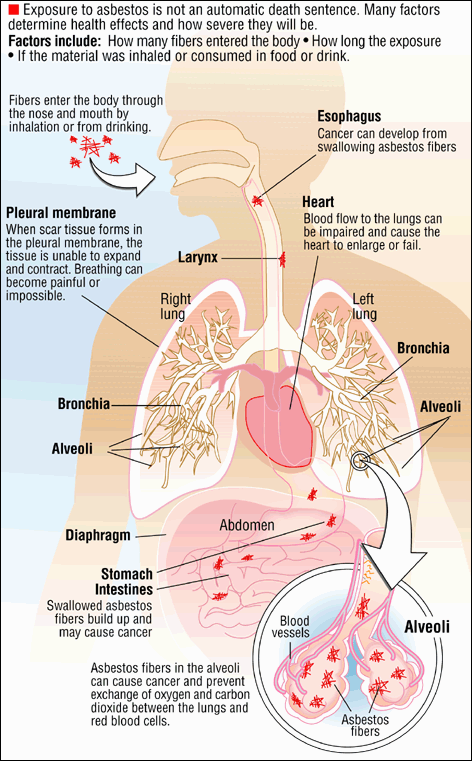 ■ Exposure to asbestos is not an automatic death sentence. Many factors
determine health effects and how severe they will be.
Factors include: How many fibers entered the body • How long the exposure
• If the material was inhaled or consumed in food or drink.
Fibers enter the body through
the nose and mouth by
inhalation or from drinking.
Esophagus
Cancer can develop from
swallowing asbestos fibers
Pleural membrane
When scar tissue forms in
the pleural membrane, the
tissue is unable to expand
and contract. Breathing can
become painful or
impossible.
Heart
Blood flow to the lungs can
be impaired and cause the
heart to enlarge or fail.
Larynx
Right
lung
Left
lung
Bronchia
Bronchia
Alveoli
Alveoli
Diaphragm
Abdomen
Stomach
Intestines
Swallowed asbestos
fibers build up and
may cause cancer
Blood
vessels
Alveoli
Asbestos fibers in the alveoli
can cause cancer and prevent
exchange of oxygen and carbon
dioxide between the lungs and
red blood cells.
Asbestos
fibers